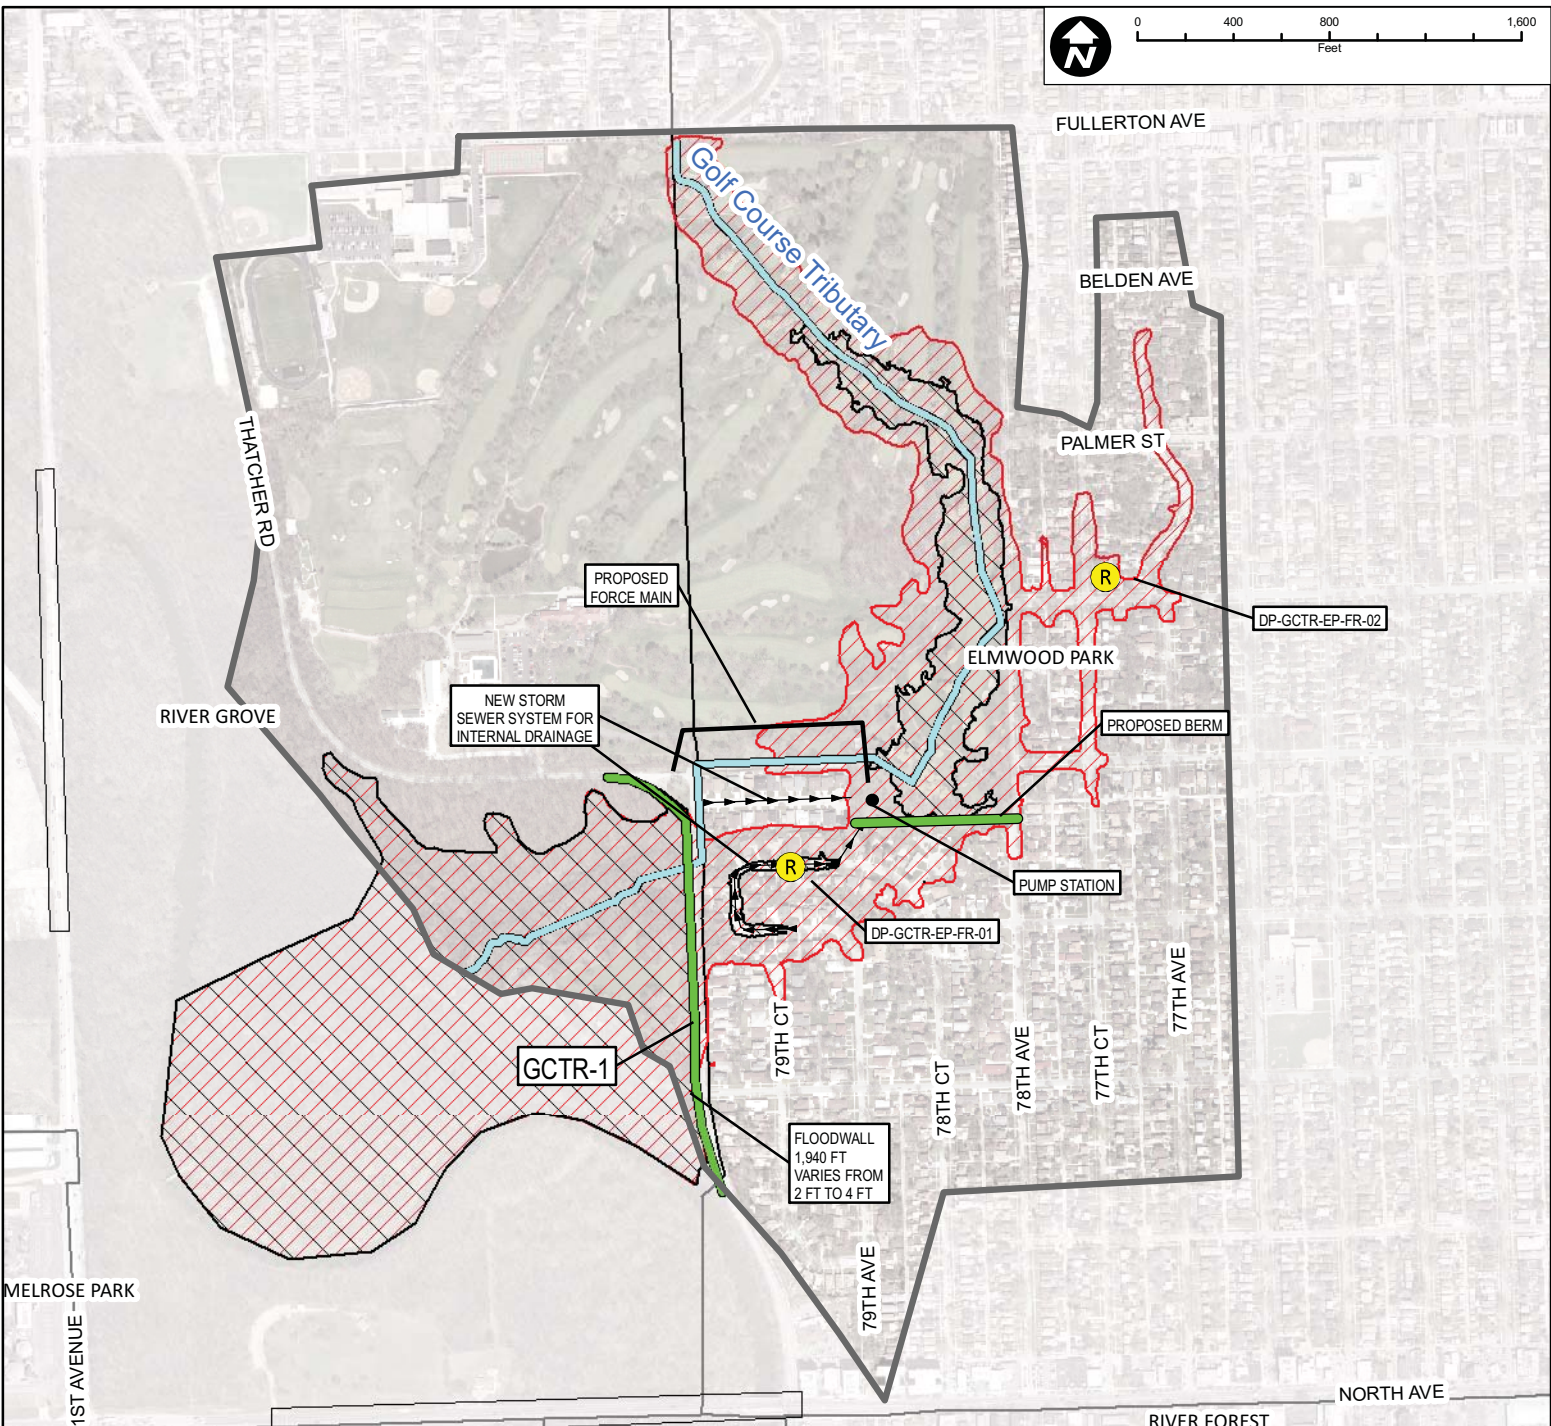 0 400 800 1,600
Feet
N
FULLERTON AVE
Golf Course Tributary
BELDEN AVE
PALMER ST
THATCHER RD
R
PROPOSED
FORCE MAIN
DP-GCTR-EP-FR-02
ELMWOOD PARK
NEW STORM
SEWER SYSTEM FOR
INTERNAL DRAINAGE
RIVER GROVE
PROPOSED BERM
R
PUMP STATION
DP-GCTR-EP-FR-01
77TH AVE
79TH CT
78TH AVE
77TH CT
78TH CT
GCTR-1
FLOODWALL
1,940 FT
VARIES FROM
2 FT TO 4 FT
79TH AVE
MELROSE PARK
1ST AVENUE
NORTH AVE
RIVER FOREST